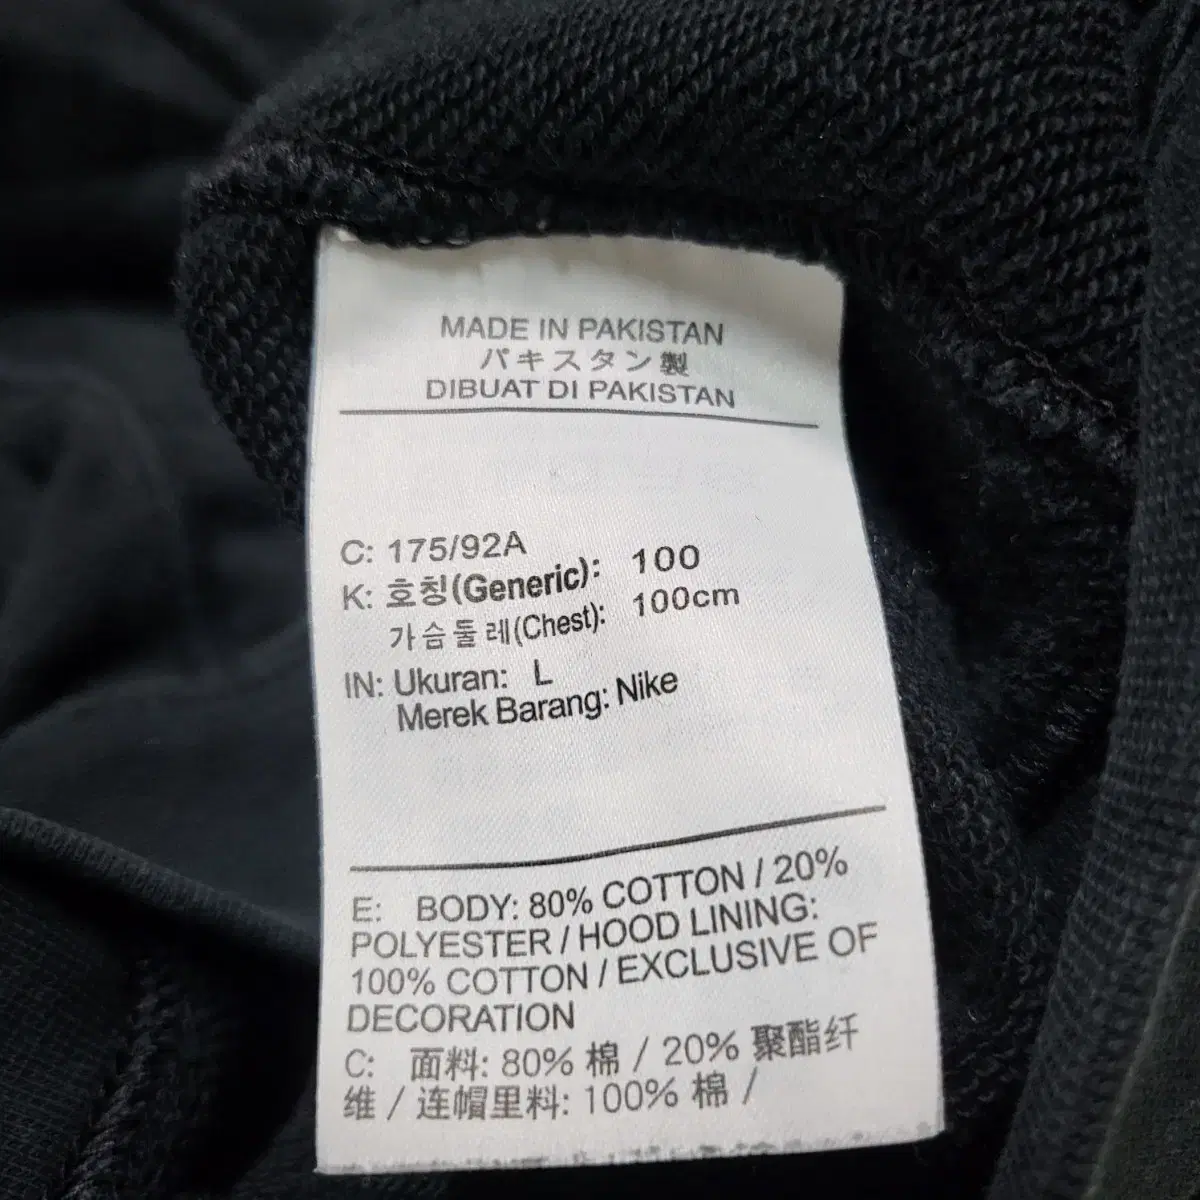 MADE IN PAKISTAN
パキスタン製
DIBUAT DI PAKISTAN
C: 175/92A
K: 호칭(Generic): 100
가슴둘레(Chest): 100cm
IN: Ukuran: L
Merek Barang: Nike
E: BODY: 80% COTTON / 20%
POLYESTER / HOOD LINING:
100% COTTON / EXCLUSIVE OF
DECORATION
C: 面料: 80% 棉 / 20% 聚酯纤
维 / 连帽里料: 100% 棉 /